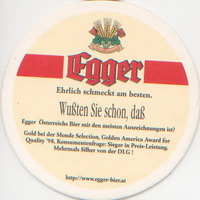 Egger
Ehrlich schmeckt am besten.
Wußten Sie schon, daß
Egger Österreichs Bier mit den meisten Auszeichnungen ist?
Gold bei der Monde Selection, Golden America Award for
Quality '98, Konsumentenfrage: Sieger in Preis-Leistung.
Mehrmals Silber von der DLG !
http://www.egger-bier.at